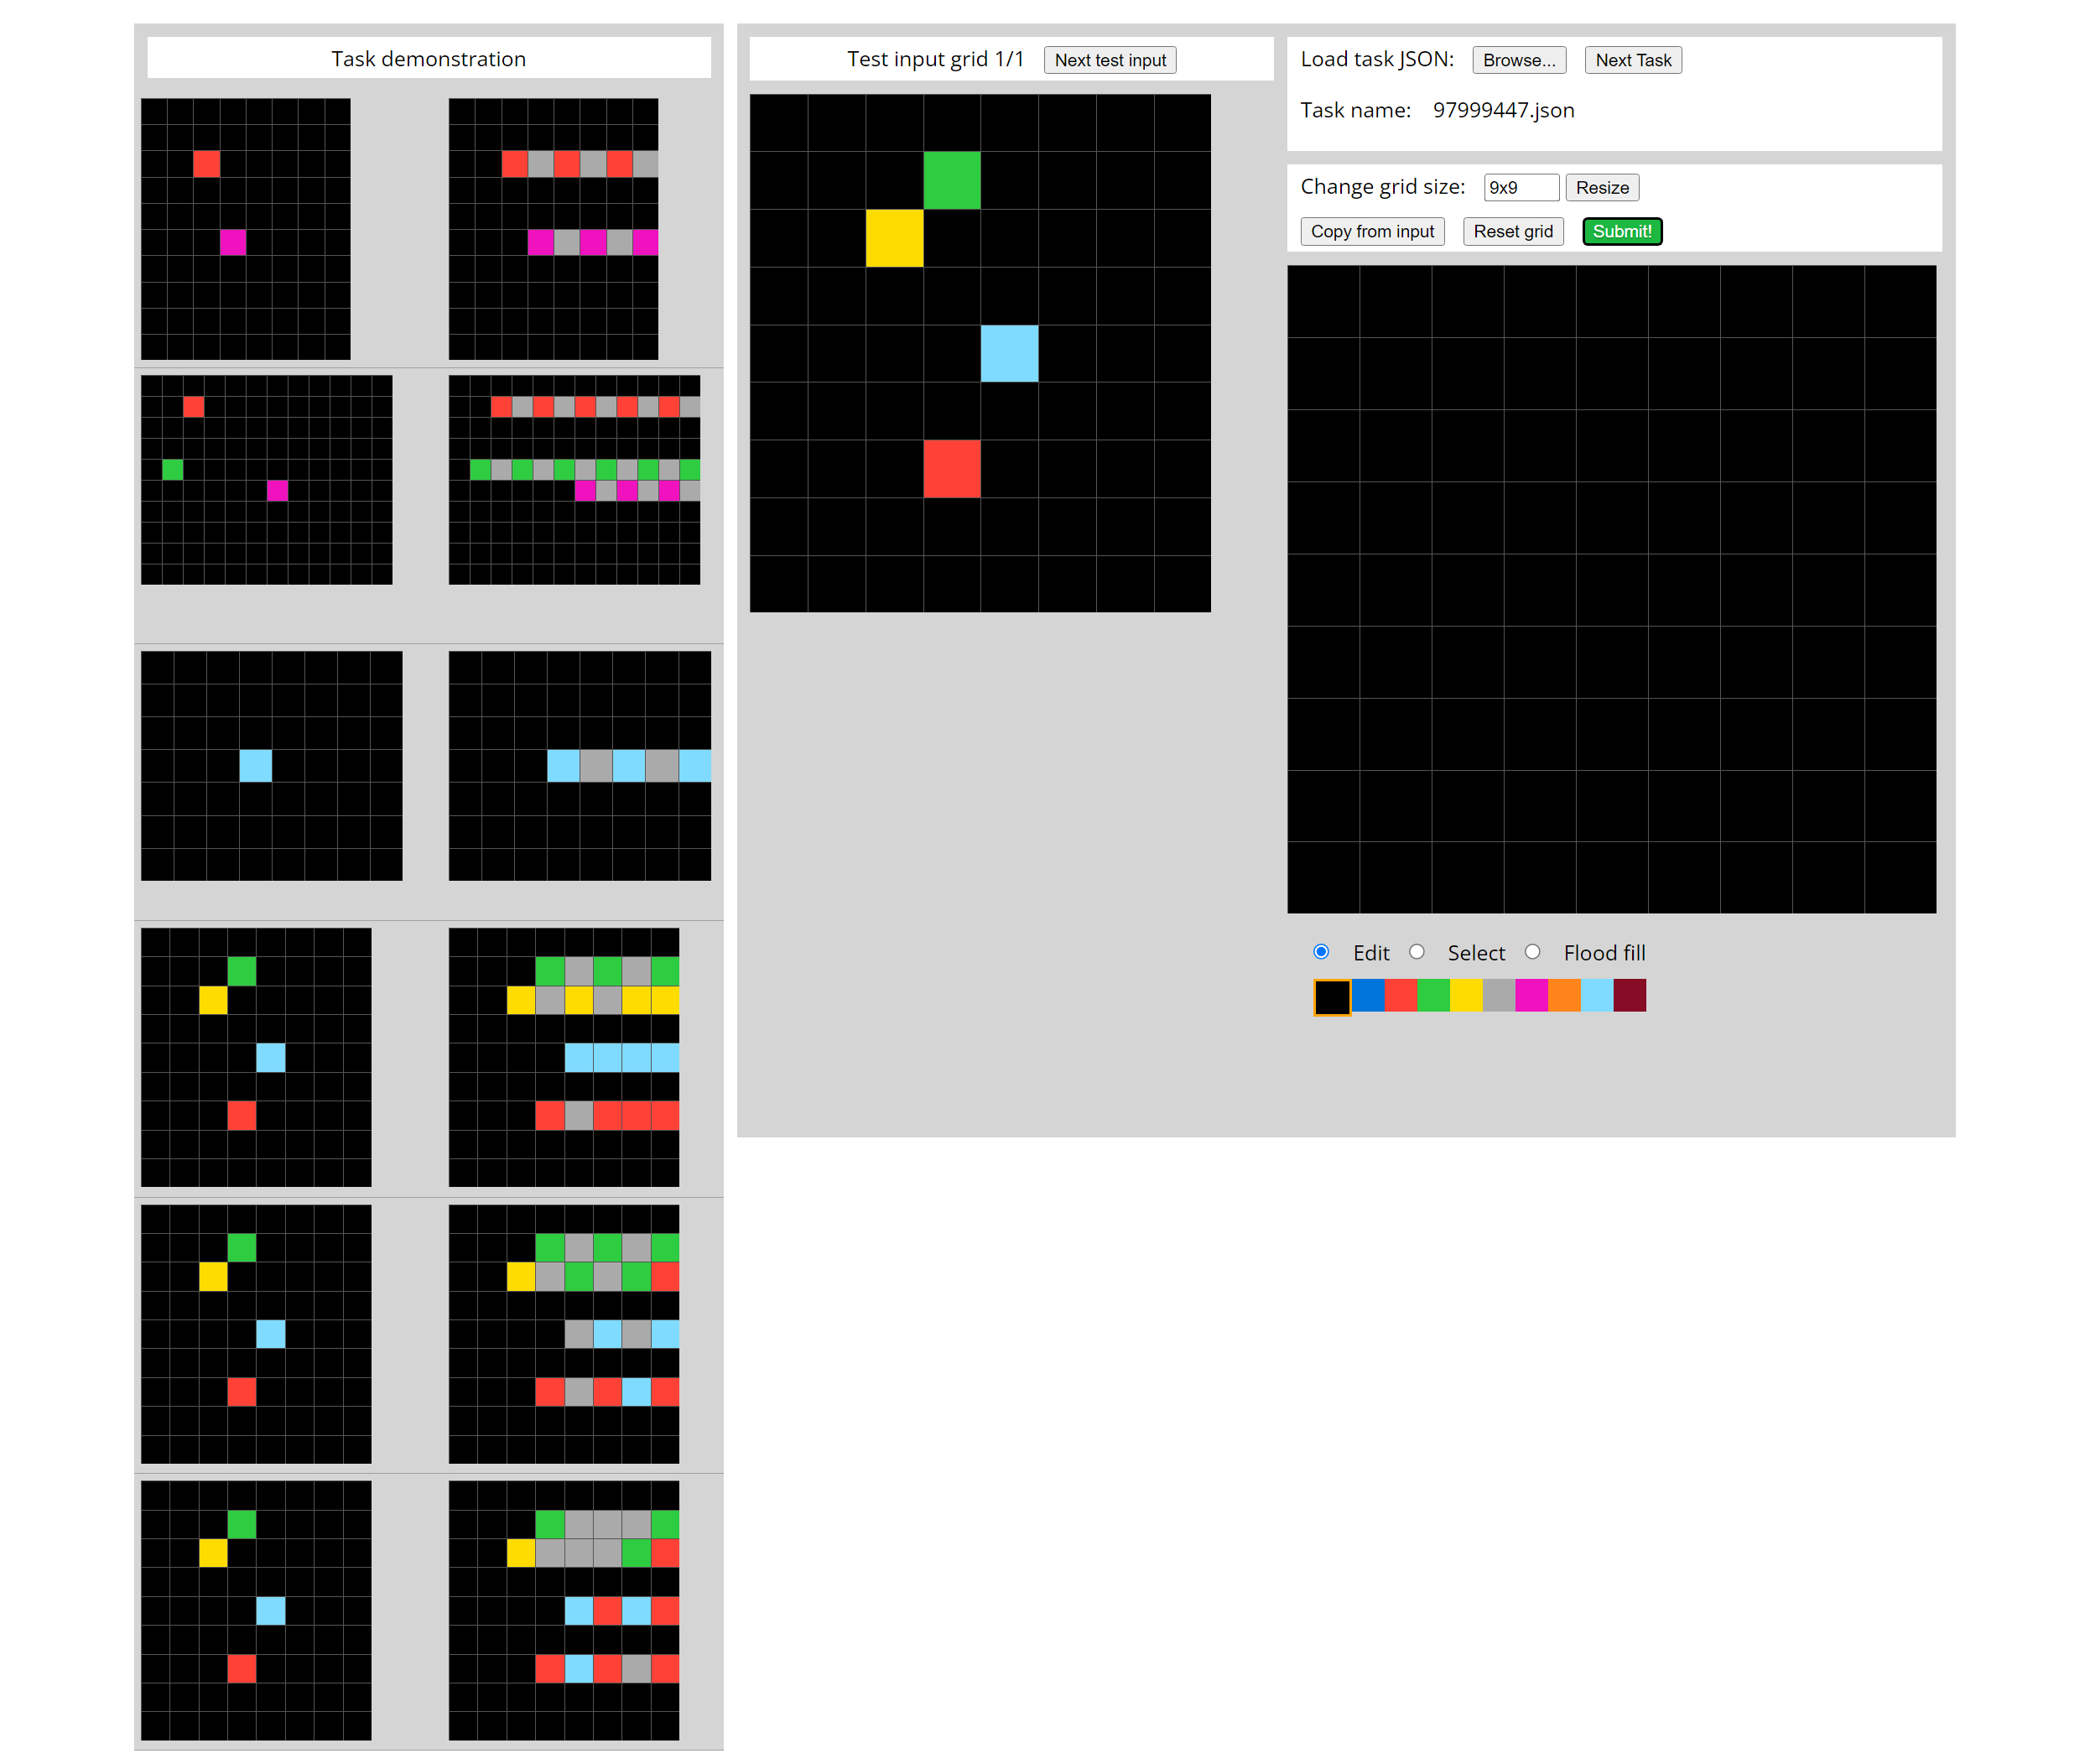 Task demonstration
Test input grid 1/1 Next test input
Load task JSON: Browse... Next Task
Task name: 97999447.json
Change grid size: 9x9 Resize
Copy from input Reset grid Submit!
Edit Select Flood fill